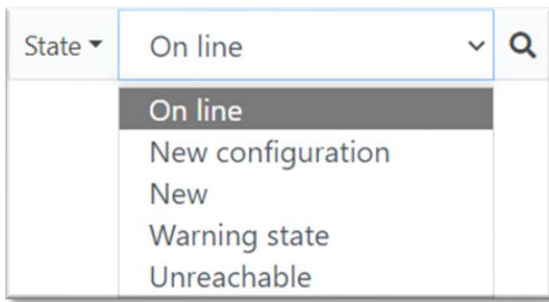 State On line
On line
New configuration
New
Warning state
Unreachable